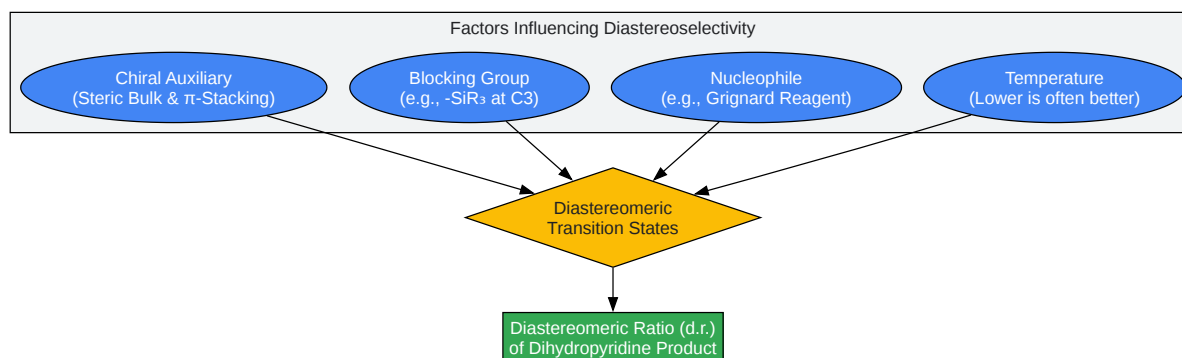 Factors Influencing Diastereoselectivity
Chiral Auxiliary
(Steric Bulk & π-Stacking)
Blocking Group
(e.g., -SiR₃ at C3)
Nucleophile
(e.g., Grignard Reagent)
Temperature
(Lower is often better)
Diastereomeric
Transition States
Diastereomeric Ratio (d.r.)
of Dihydropyridine Product